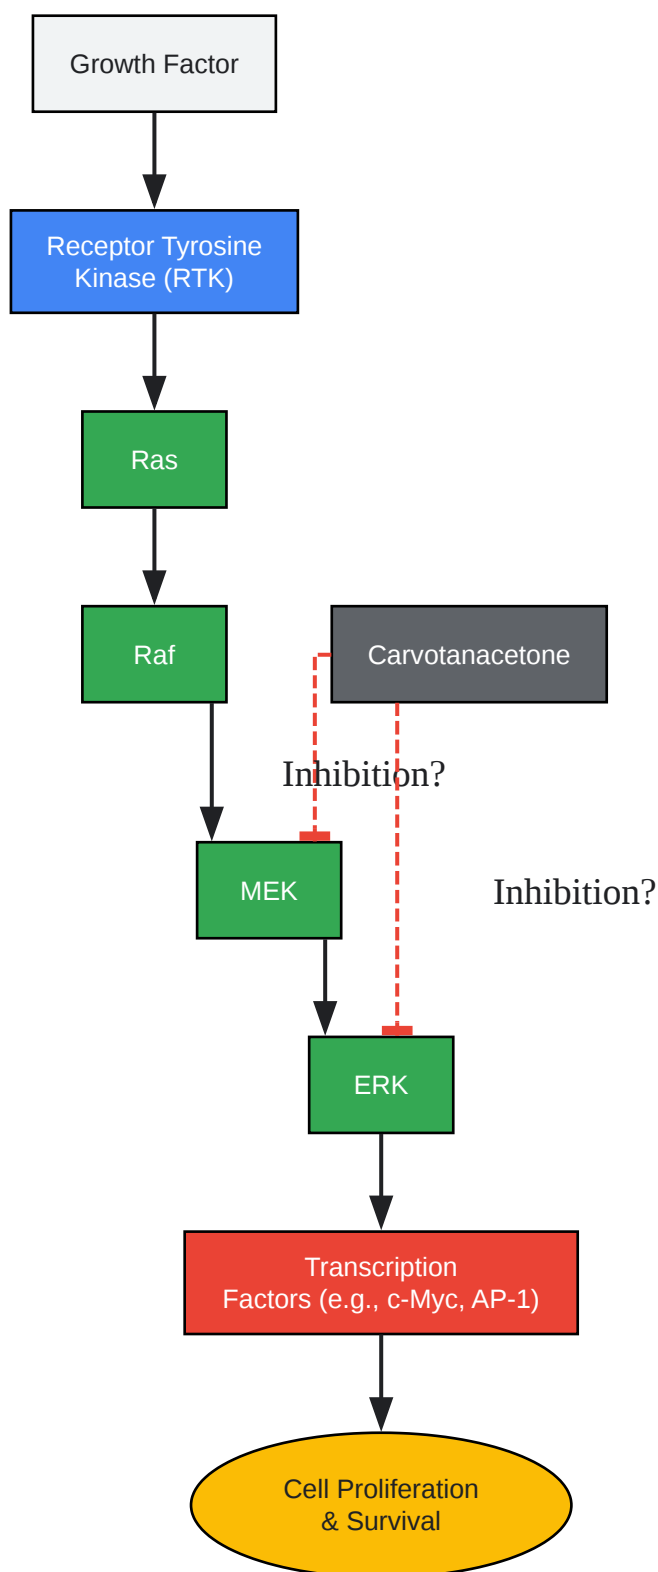 Growth Factor
Receptor Tyrosine
Kinase (RTK)
Ras
Raf
Carvotanacetone
Inhibition?
MEK
Inhibition?
ERK
Transcription
Factors (e.g., c-Myc, AP-1)
Cell Proliferation
& Survival